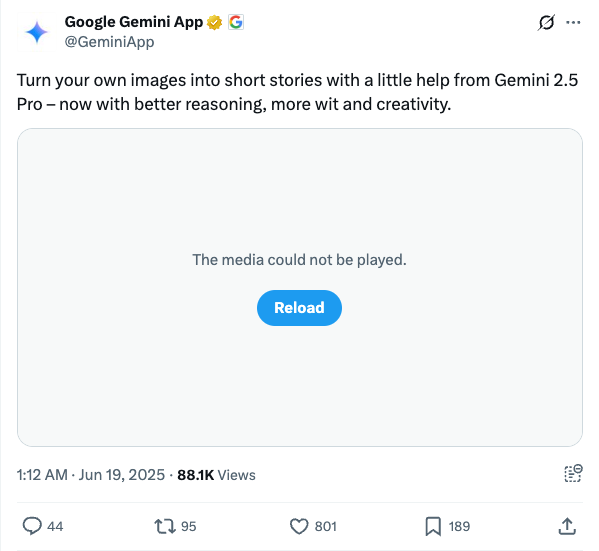 Google Gemini App
@GeminiApp
Turn your own images into short stories with a little help from Gemini 2.5
Pro – now with better reasoning, more wit and creativity.
The media could not be played.
Reload
1:12 AM · Jun 19, 2025 · 88.1K Views
44 95 801 189